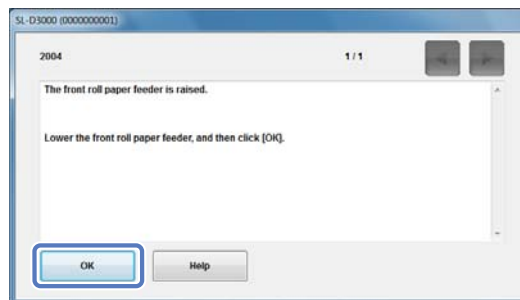 SL-D3000 (0000000001)
2004 1 / 1
The front roll paper feeder is raised.
Lower the front roll paper feeder, and then click [OK].
OK Help